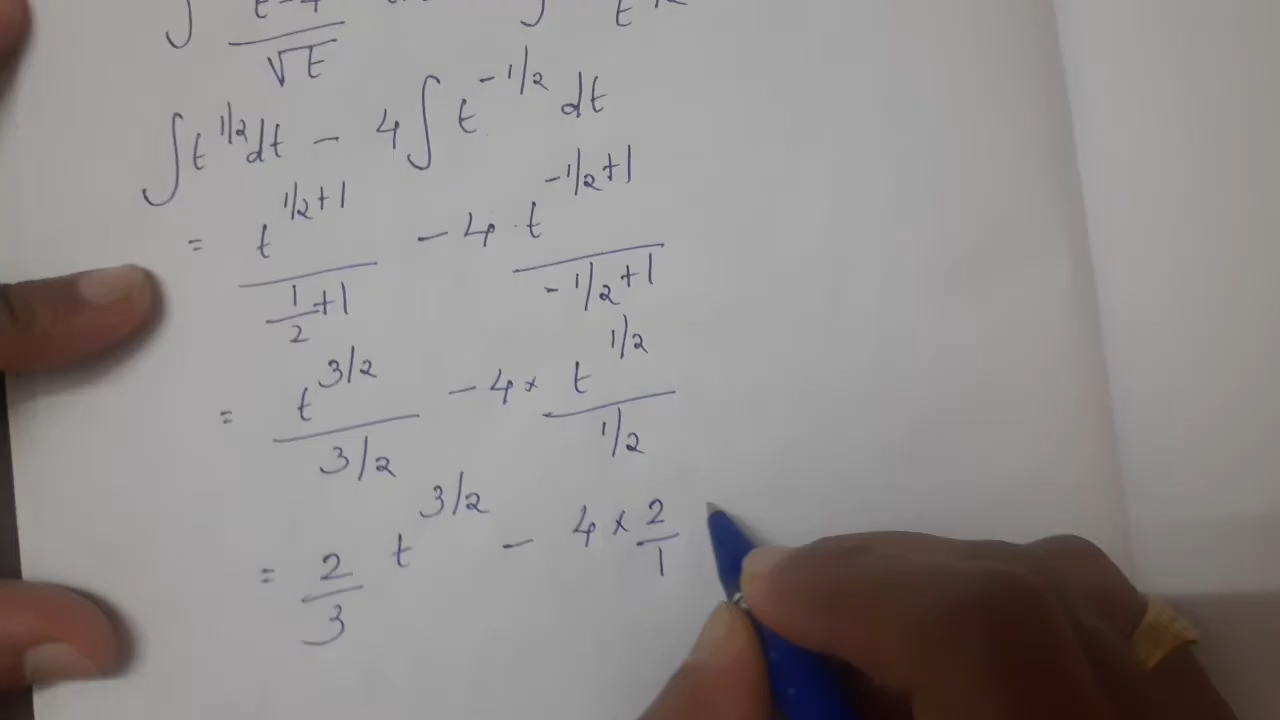 ∫ t-4/√t ∫ t
∫t^1/2 dt - 4∫ t^-1/2 dt
= t^1/2+1 / 1/2+1 - 4 . t^-1/2+1 / -1/2+1
= t^3/2 / 3/2 - 4 × t^1/2 / 1/2
= 2/3 t^3/2 - 4 × 2/1